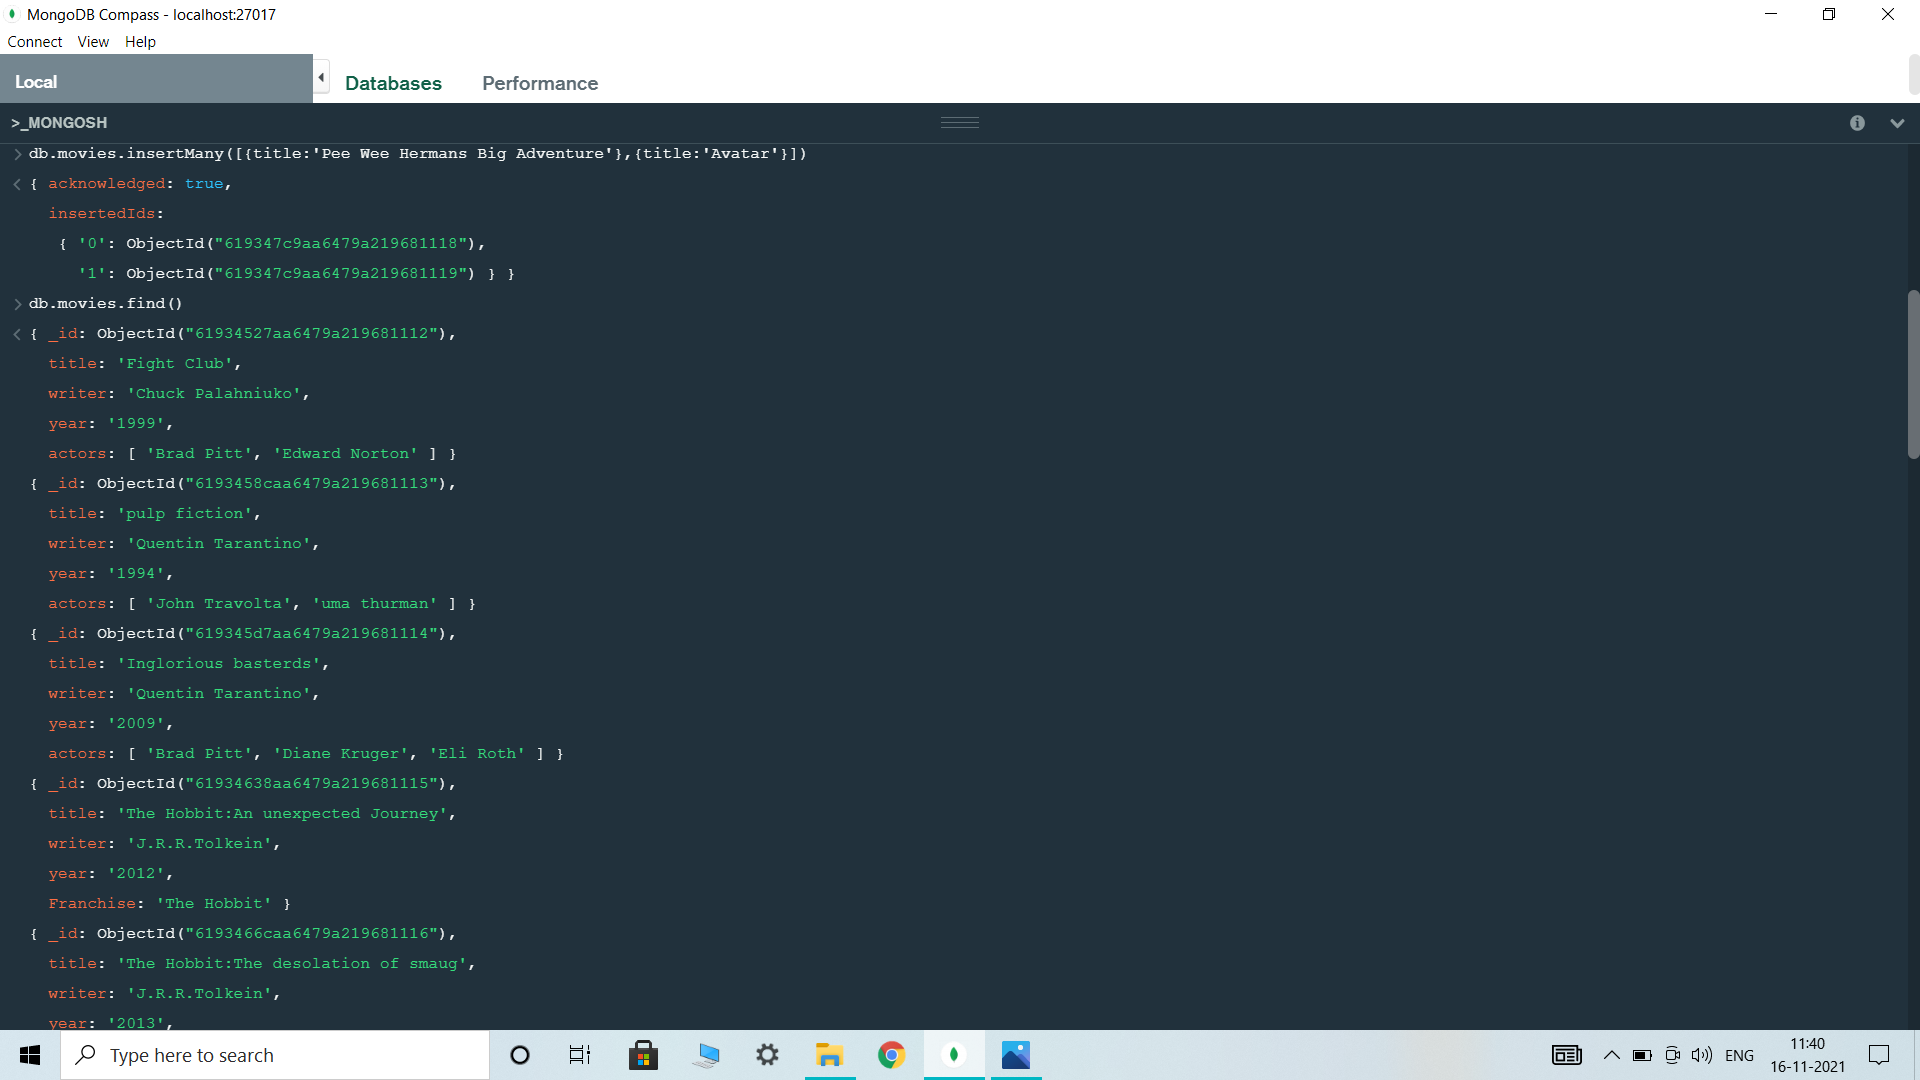 MongoDB Compass - localhost:27017
Connect View Help
Local
Databases Performance
>_MONGOSH
> db.movies.insertMany([{title:'Pee Wee Hermans Big Adventure'},{title:'Avatar'}])
< { acknowledged: true,
insertedIds:
{ '0': ObjectId("619347c9aa6479a219681118"),
'1': ObjectId("619347c9aa6479a219681119") } }
> db.movies.find()
< { _id: ObjectId("61934527aa6479a219681112"),
title: 'Fight Club',
writer: 'Chuck Palahniuko',
year: '1999',
actors: [ 'Brad Pitt', 'Edward Norton' ] }
{ _id: ObjectId("6193458caa6479a219681113"),
title: 'pulp fiction',
writer: 'Quentin Tarantino',
year: '1994',
actors: [ 'John Travolta', 'uma thurman' ] }
{ _id: ObjectId("619345d7aa6479a219681114"),
title: 'Inglorious basterds',
writer: 'Quentin Tarantino',
year: '2009',
actors: [ 'Brad Pitt', 'Diane Kruger', 'Eli Roth' ] }
{ _id: ObjectId("61934638aa6479a219681115"),
title: 'The Hobbit:An unexpected Journey',
writer: 'J.R.R.Tolkein',
year: '2012',
Franchise: 'The Hobbit' }
{ _id: ObjectId("6193466caa6479a219681116"),
title: 'The Hobbit:The desolation of smaug',
writer: 'J.R.R.Tolkein',
year: '2013',
Type here to search
ENG
11:40
16-11-2021